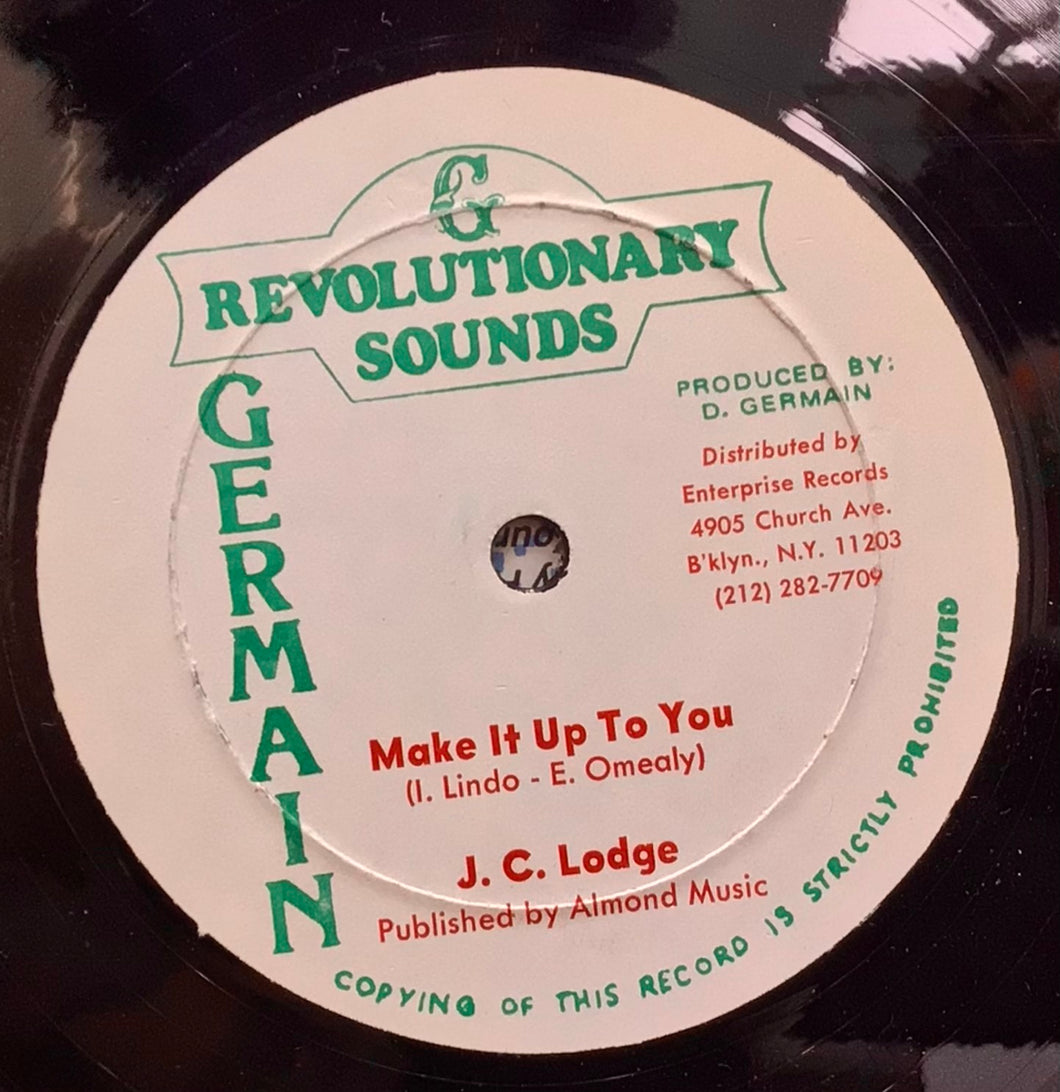 G
REVOLUTIONARY
SOUNDS
GERMAIN
PRODUCED BY:
D. GERMAIN
Distributed by
Enterprise Records
4905 Church Ave.
B'klyn., N.Y. 11203
(212) 282-7709
Make It Up To You
(I. Lindo - E. Omealy)
J. C. Lodge
Published by Almond Music
COPYING OF THIS RECORD IS STRICTLY PROHIBITED